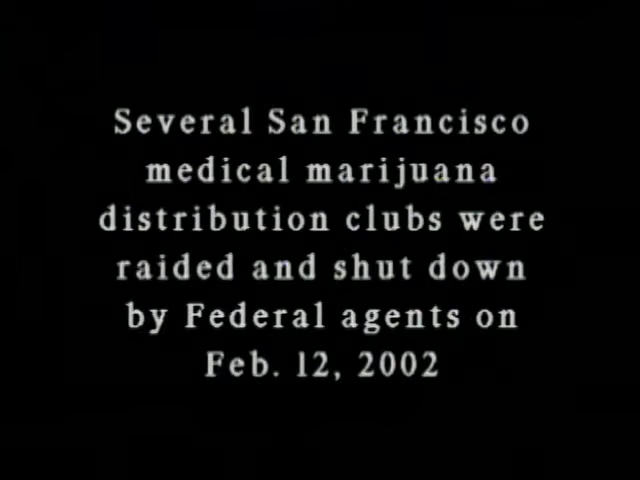 Several San Francisco
medical marijuana
distribution clubs were
raided and shut down
by Federal agents on
Feb. 12, 2002